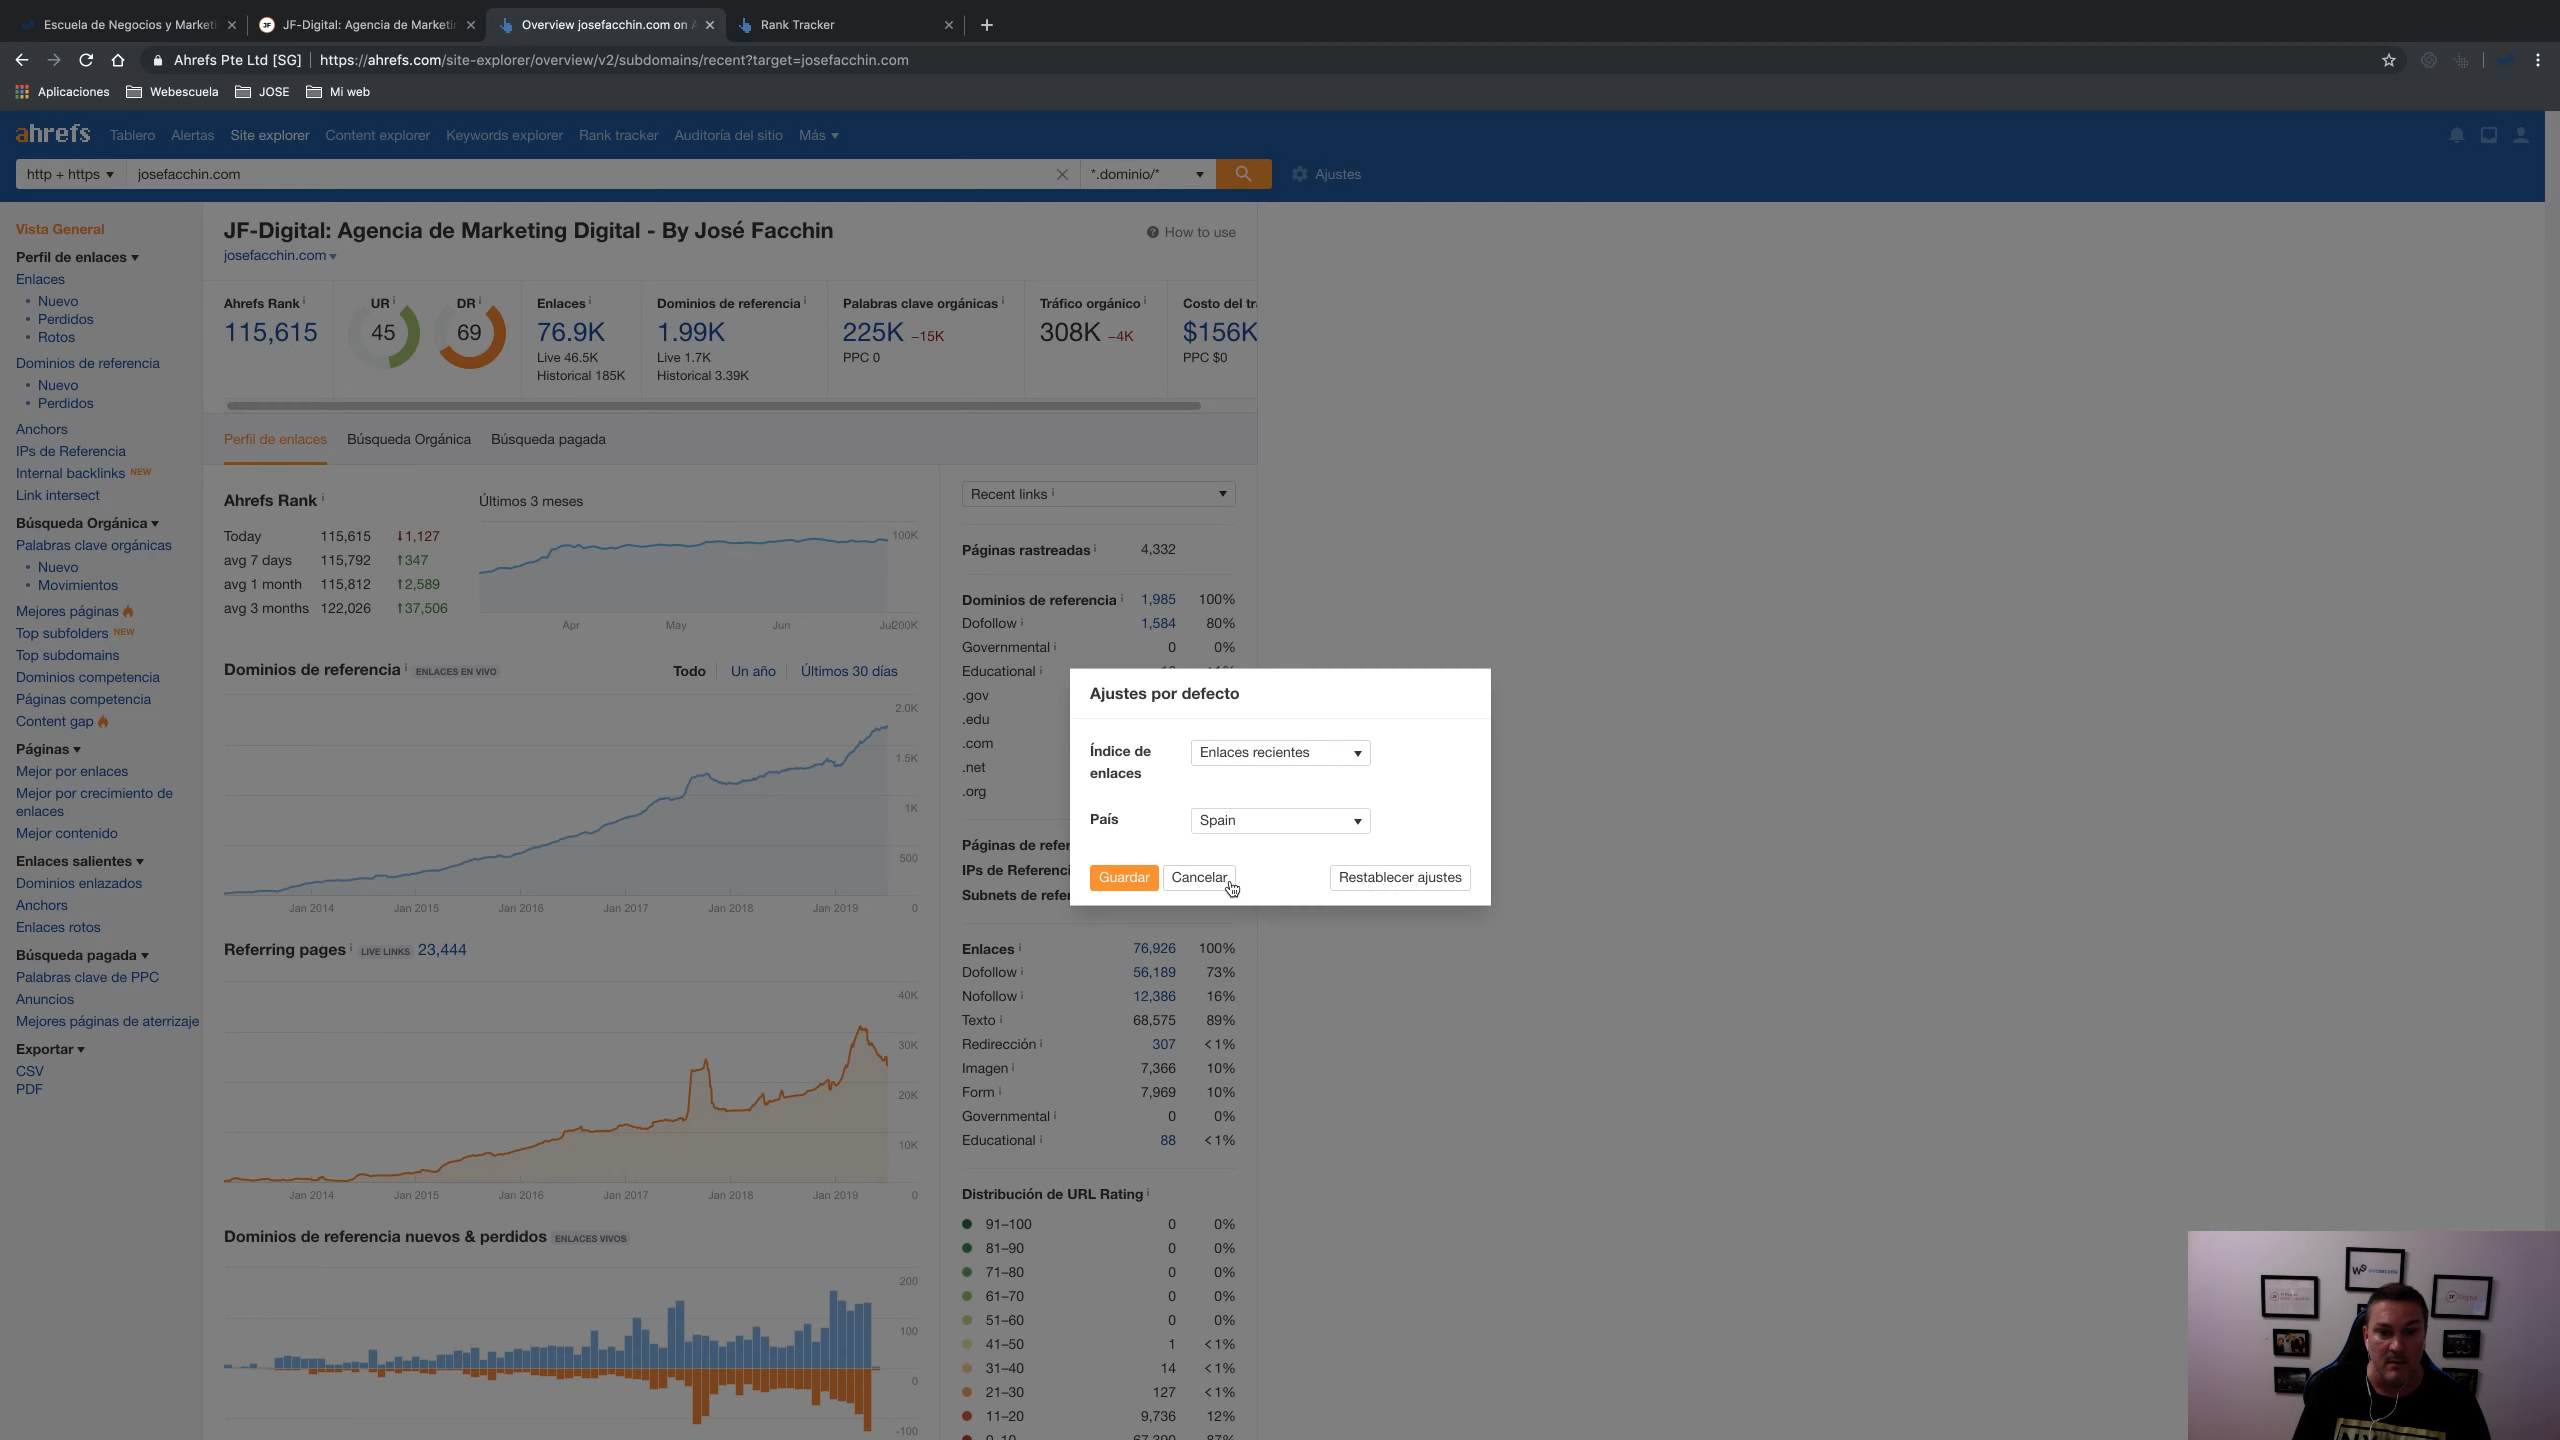 Escuela de Negocios y Marketi
JF-Digital: Agencia de Marketin
Overview josefacchin.com on A
Rank Tracker
Ahrefs Pte Ltd [SG]
https://ahrefs.com/site-explorer/overview/v2/subdomains/recent?target=josefacchin.com
Aplicaciones
Webescuela
JOSE
Mi web
ahrefs
Tablero
Alertas
Site explorer
Content explorer
Keywords explorer
Rank tracker
Auditoría del sitio
Más
http + https
josefacchin.com
*.dominio/*
Ajustes
Vista General
Perfil de enlaces
Enlaces
• Nuevo
• Perdidos
• Rotos
Dominios de referencia
• Nuevo
• Perdidos
Anchors
IPs de Referencia
Internal backlinks NEW
Link intersect
Búsqueda Orgánica
Palabras clave orgánicas
• Nuevo
• Movimientos
Mejores páginas
Top subfolders NEW
Top subdomains
Dominios competencia
Páginas competencia
Content gap
Páginas
Mejor por enlaces
Mejor por crecimiento de
enlaces
Mejor contenido
Enlaces salientes
Dominios enlazados
Anchors
Enlaces rotos
Búsqueda pagada
Palabras clave de PPC
Anuncios
Mejores páginas de aterrizaje
Exportar
CSV
PDF
JF-Digital: Agencia de Marketing Digital - By José Facchin
How to use
josefacchin.com
Ahrefs Rank
115,615
UR
45
DR
69
Enlaces
76.9K
Live 46.5K
Historical 185K
Dominios de referencia
1.99K
Live 1.7K
Historical 3.39K
Palabras clave orgánicas
225K –15K
PPC 0
Tráfico orgánico
308K –4K
Costo del tr
$156K
PPC $0
Perfil de enlaces
Búsqueda Orgánica
Búsqueda pagada
Ahrefs Rank
Today 115,615 ↓1,127
avg 7 days 115,792 ↑347
avg 1 month 115,812 ↑2,589
avg 3 months 122,026 ↑37,506
Últimos 3 meses
100K
Apr May Jun Jul 200K
Dominios de referencia ENLACES EN VIVO
Todo Un año Últimos 30 días
2.0K
1.5K
1K
500
Jan 2014 Jan 2015 Jan 2016 Jan 2017 Jan 2018 Jan 2019 0
Referring pages LIVE LINKS 23,444
40K
30K
20K
10K
Jan 2014 Jan 2015 Jan 2016 Jan 2017 Jan 2018 Jan 2019 0
Dominios de referencia nuevos & perdidos ENLACES VIVOS
200
100
0
-100
Recent links
Páginas rastreadas 4,332
Dominios de referencia 1,985 100%
Dofollow 1,584 80%
Governmental 0 0%
Educational
.gov
.edu
.com
.net
.org
Páginas de refer
IPs de Referenci
Subnets de refer
Enlaces 76,926 100%
Dofollow 56,189 73%
Nofollow 12,386 16%
Texto 68,575 89%
Redirección 307 <1%
Imagen 7,366 10%
Form 7,969 10%
Governmental 0 0%
Educational 88 <1%
Distribución de URL Rating
91–100 0 0%
81–90 0 0%
71–80 0 0%
61–70 0 0%
51–60 0 0%
41–50 1 <1%
31–40 14 <1%
21–30 127 <1%
11–20 9,736 12%
Ajustes por defecto
Índice de
enlaces
Enlaces recientes
País
Spain
Guardar
Cancelar
Restablecer ajustes